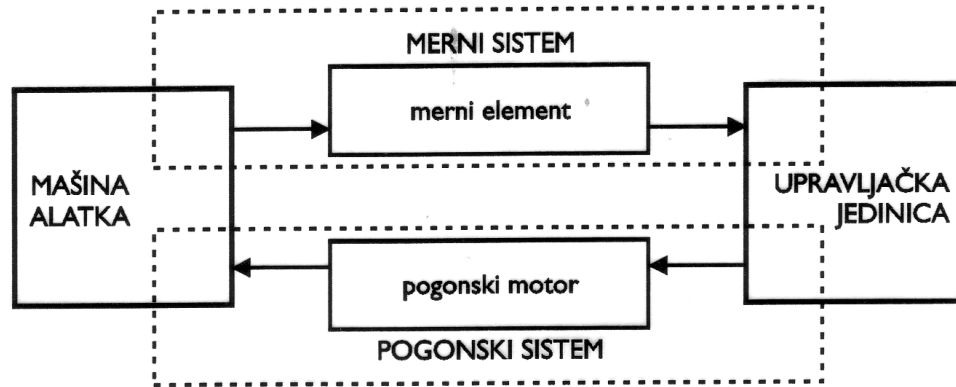 MERNI SISTEM
merni element
MAŠINA
ALATKA
UPRAVLJAČKA
JEDINICA
pogonski motor
POGONSKI SISTEM